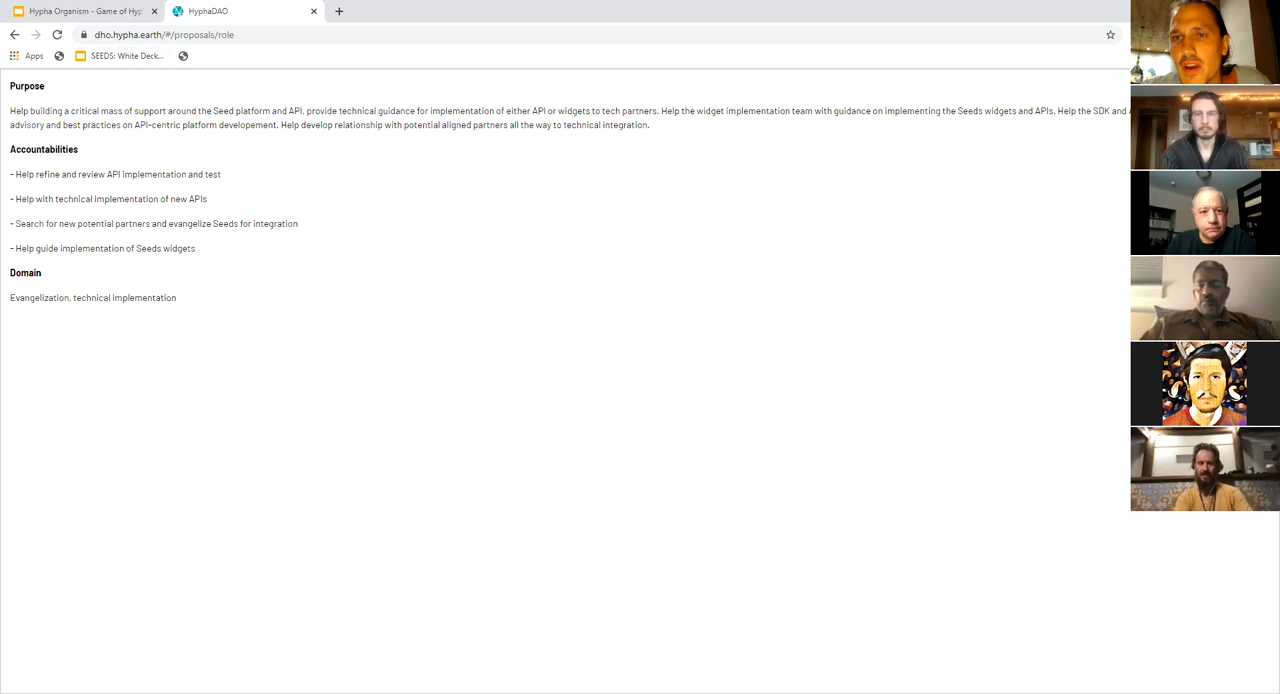 Hypha Organism - Game of Hyp
HyphaDAO
dho.hypha.earth/#/proposals/role
Apps
SEEDS: White Deck...
Purpose
Help building a critical mass of support around the Seed platform and API, provide technical guidance for implementation of either API or widgets to tech partners. Help the widget implementation team with guidance on implementing the Seeds widgets and APIs. Help the SDK and
advisory and best practices on API-centric platform developement. Help develop relationship with potential aligned partners all the way to technical integration.
Accountabilities
- Help refine and review API implementation and test
- Help with technical implementation of new APIs
- Search for new potential partners and evangelize Seeds for integration
- Help guide implementation of Seeds widgets
Domain
Evangelization, technical implementation